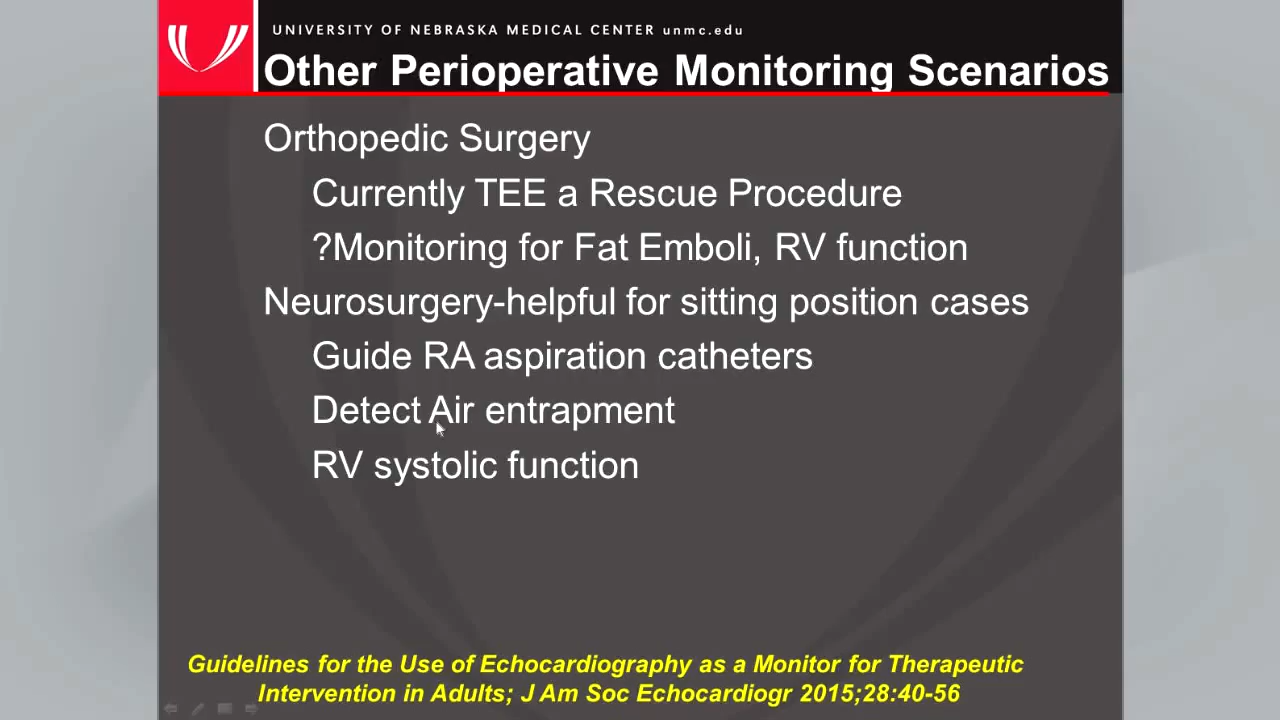 UNIVERSITY OF NEBRASKA MEDICAL CENTER unmc.edu
Other Perioperative Monitoring Scenarios
Orthopedic Surgery
Currently TEE a Rescue Procedure
?Monitoring for Fat Emboli, RV function
Neurosurgery-helpful for sitting position cases
Guide RA aspiration catheters
Detect Air entrapment
RV systolic function
Guidelines for the Use of Echocardiography as a Monitor for Therapeutic
Intervention in Adults; J Am Soc Echocardiogr 2015;28:40-56